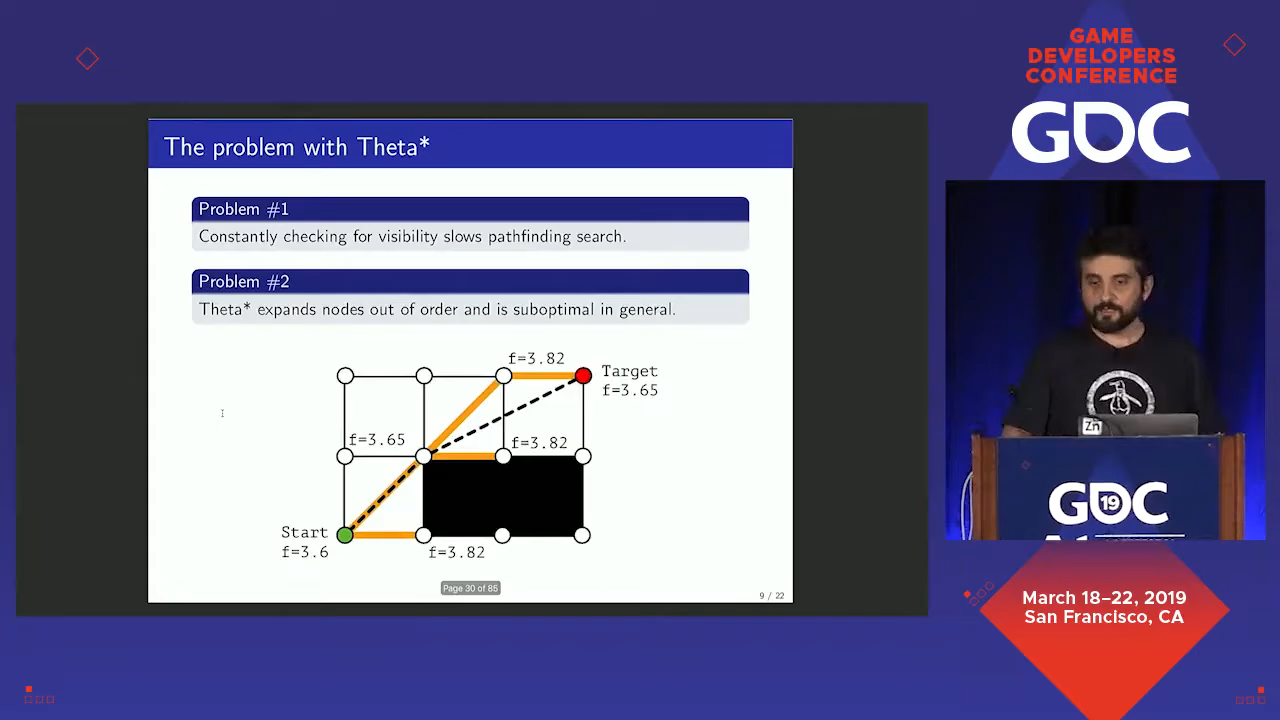 GAME
DEVELOPERS
CONFERENCE
GDC
The problem with Theta*
Problem #1
Constantly checking for visibility slows pathfinding search.
Problem #2
Theta* expands nodes out of order and is suboptimal in general.
f=3.82
Target
f=3.65
f=3.65
f=3.82
Start
f=3.6
f=3.82
Page 30 of 85
9 / 22
Zn
GDC
19
March 18–22, 2019
San Francisco, CA